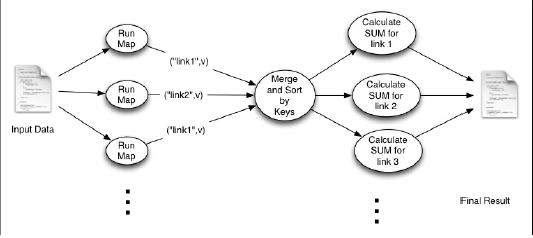 Run
Map
("link1",v)
Run
Map
("link2",v)
Run
Map
("link1",v)
Input Data
Merge
and Sort
by
Keys
Calculate
SUM for
link 1
Calculate
SUM for
link 2
Calculate
SUM for
link 3
Final Result